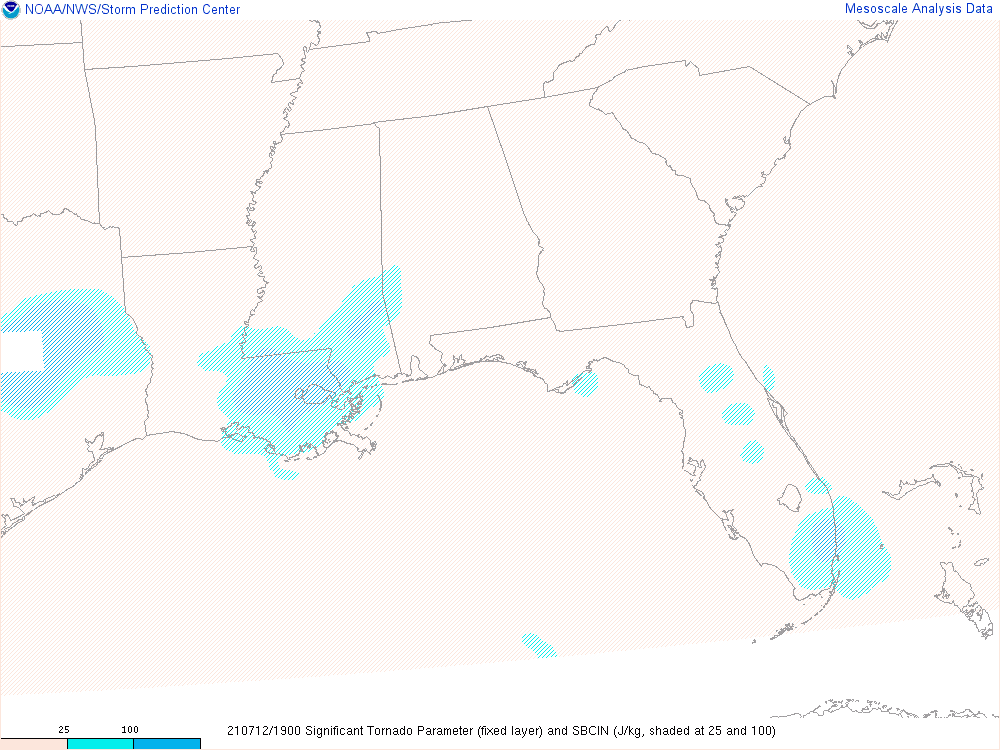 NOAA/NWS/Storm Prediction Center
Mesoscale Analysis Data
25 100
210712/1900 Significant Tornado Parameter (fixed layer) and SBCIN (J/kg, shaded at 25 and 100)